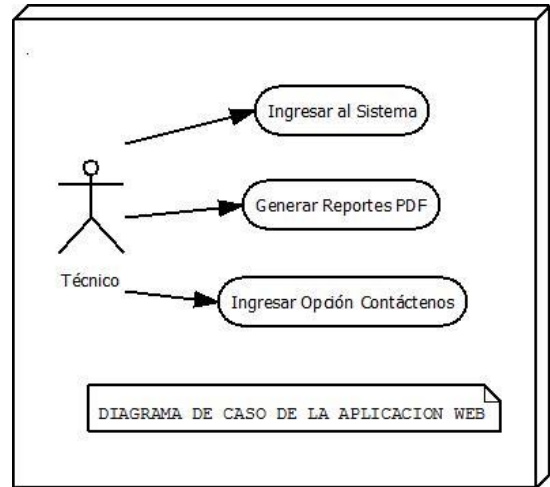 Ingresar al Sistema
Generar Reportes PDF
Técnico
Ingresar Opción Contáctenos
DIAGRAMA DE CASO DE LA APLICACION WEB